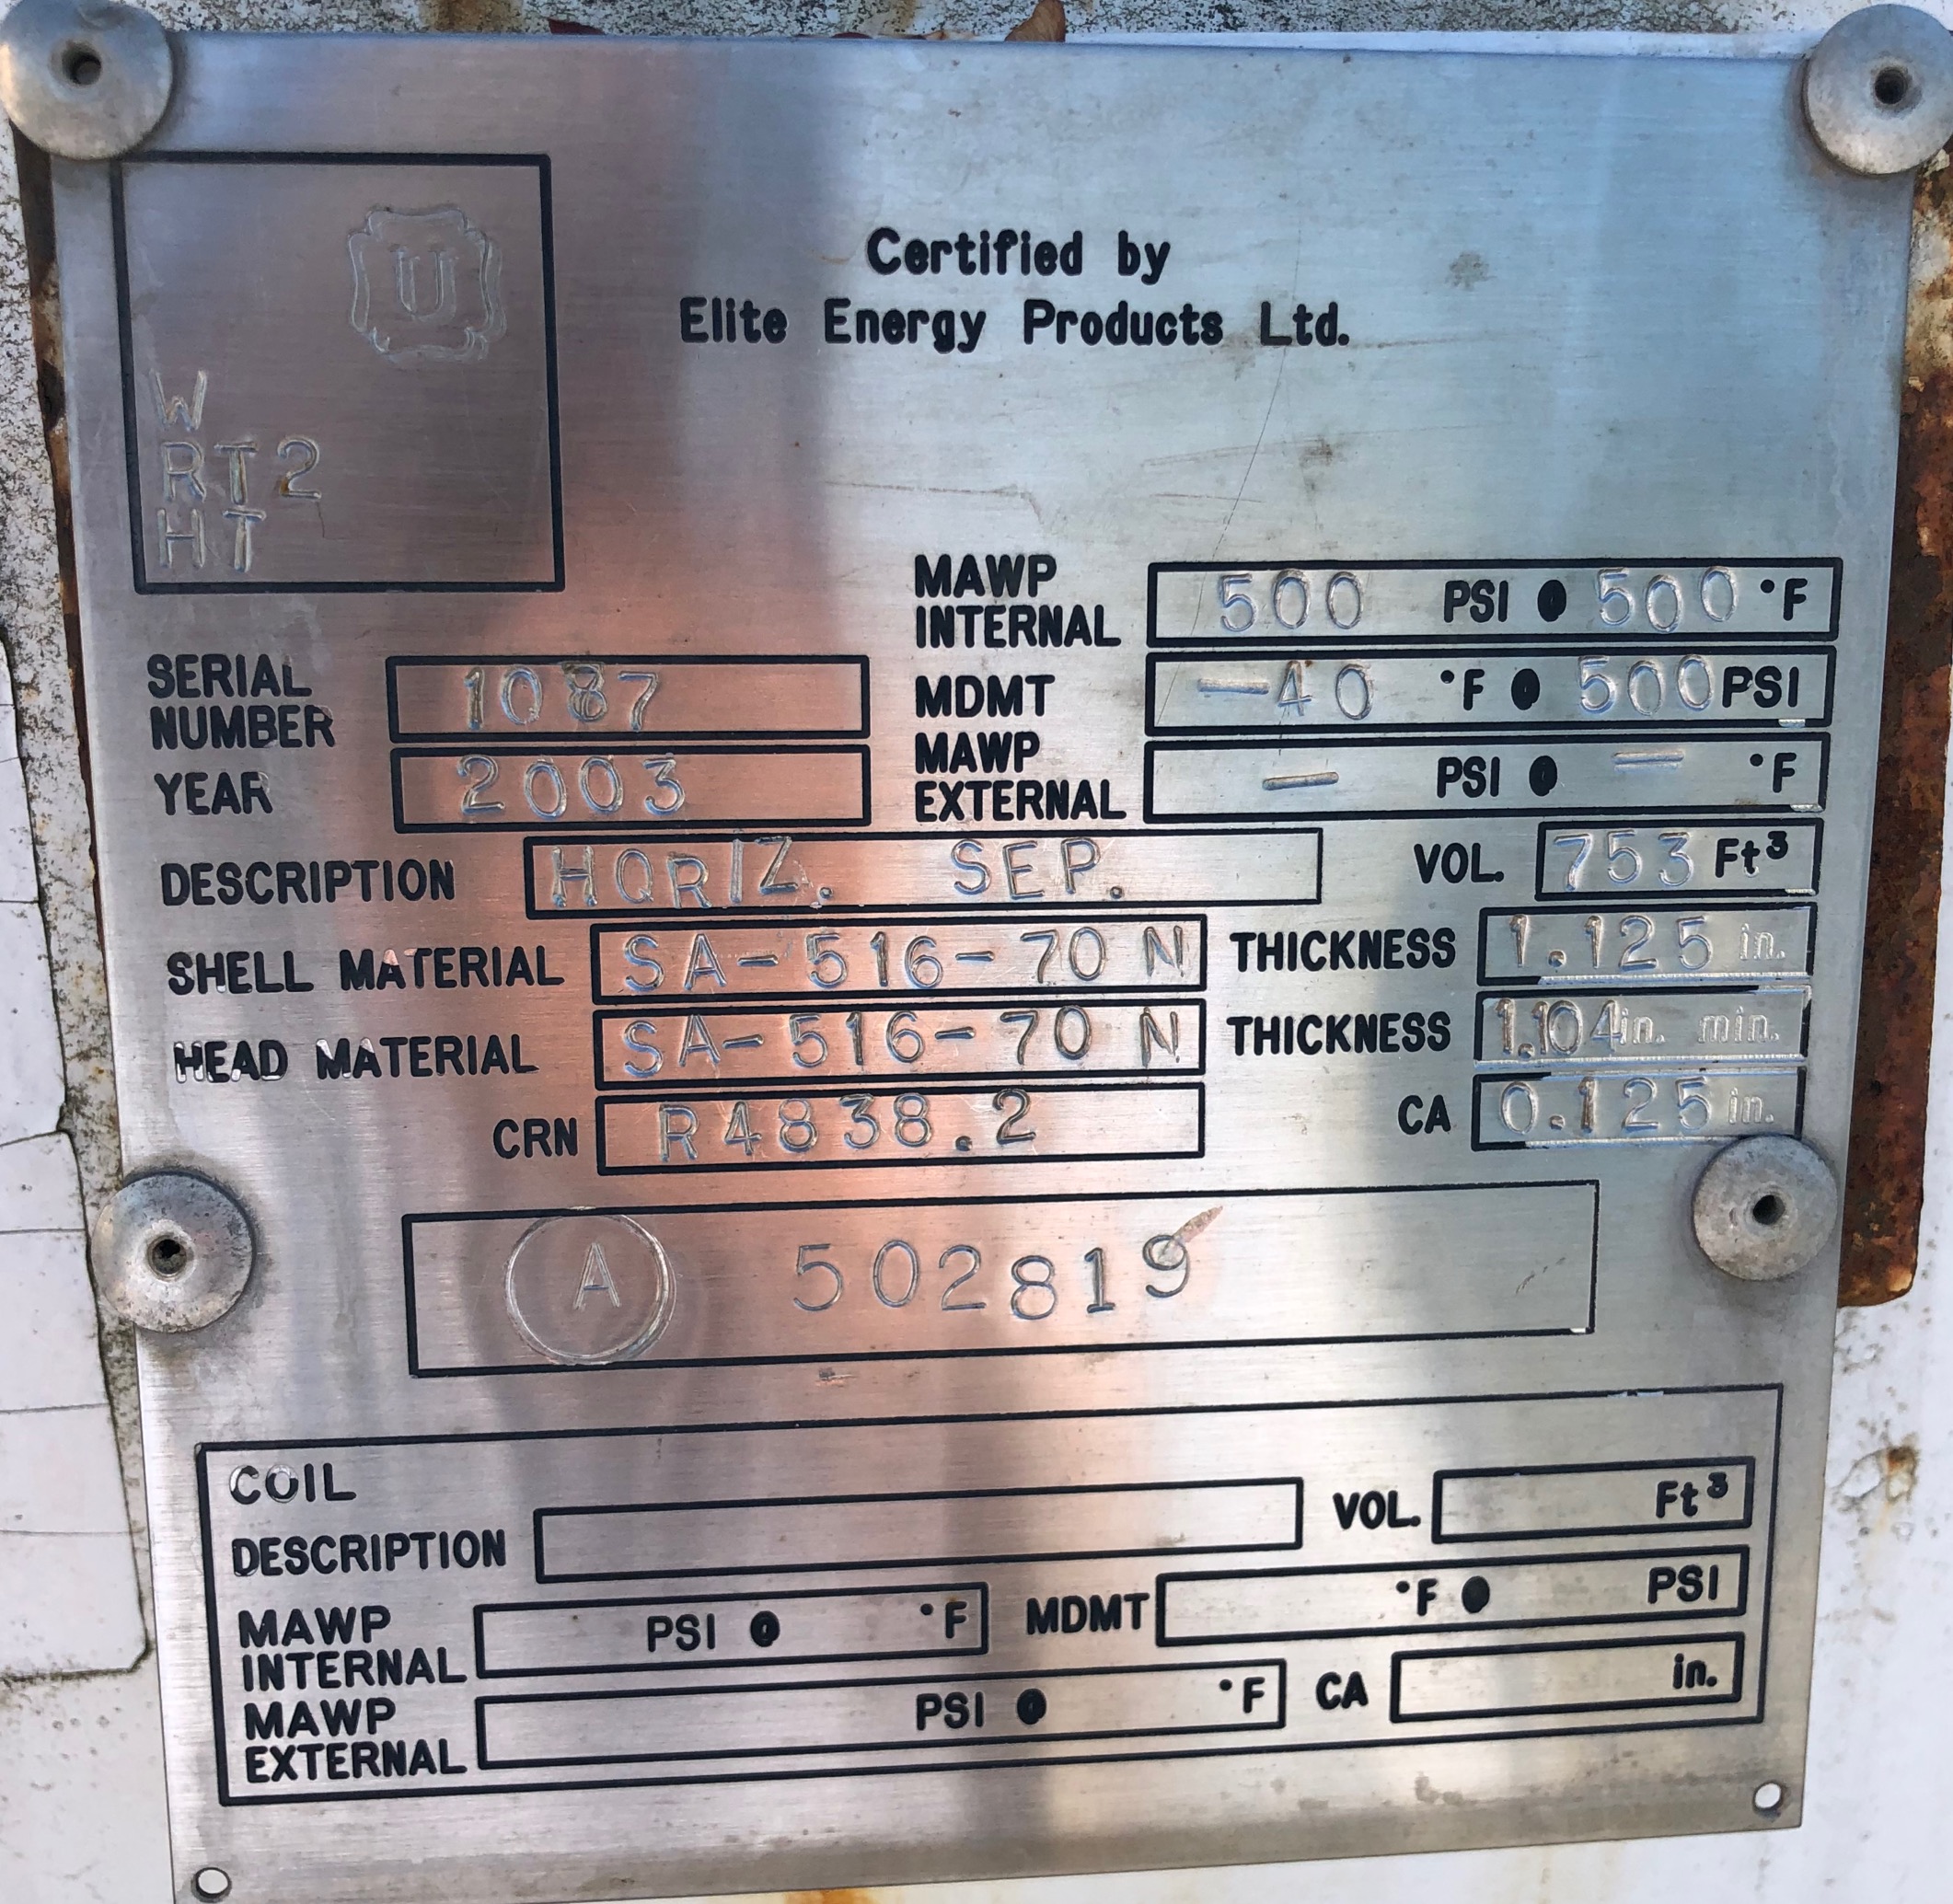 U
W
RT2
HT
Certified by
Elite Energy Products Ltd.
MAWP INTERNAL 500 PSI @ 500 °F
SERIAL NUMBER 1087
MDMT -40 °F @ 500 PSI
YEAR 2003
MAWP EXTERNAL — PSI @ — °F
DESCRIPTION HORIZ. SEP. VOL. 753 Ft³
SHELL MATERIAL SA-516-70 N THICKNESS 1.125 in.
HEAD MATERIAL SA-516-70 N THICKNESS 1.104 in. min.
CRN R4838.2 CA 0.125 in.
A 502819
COIL
DESCRIPTION VOL. Ft³
MAWP INTERNAL PSI @ °F MDMT °F @ PSI
MAWP EXTERNAL PSI @ °F CA in.